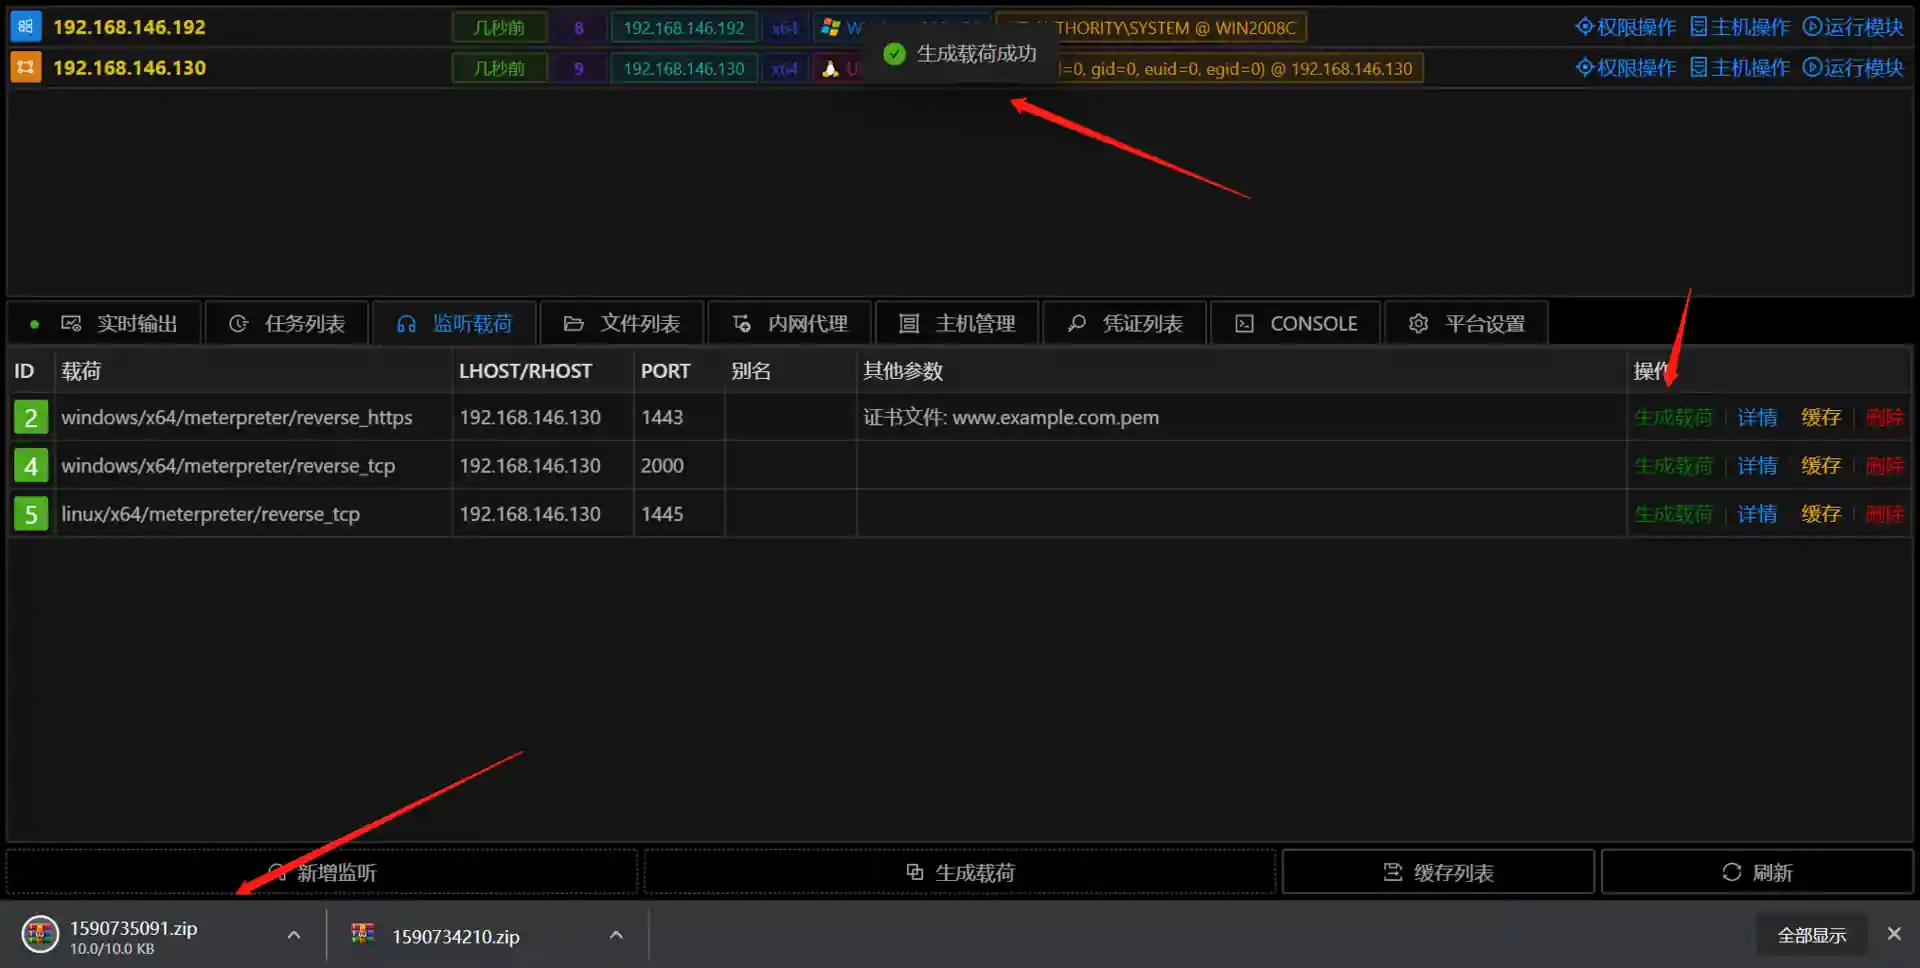 192.168.146.192 几秒前 8 192.168.146.192 x64 THORITY\SYSTEM @ WIN2008C 权限操作 主机操作 运行模块
生成载荷成功
192.168.146.130 几秒前 9 192.168.146.130 x64 =0, gid=0, euid=0, egid=0) @ 192.168.146.130 权限操作 主机操作 运行模块
实时输出 任务列表 监听载荷 文件列表 内网代理 主机管理 凭证列表 CONSOLE 平台设置
ID 载荷 LHOST/RHOST PORT 别名 其他参数 操作
2 windows/x64/meterpreter/reverse_https 192.168.146.130 1443 证书文件: www.example.com.pem 生成载荷 详情 缓存 删除
4 windows/x64/meterpreter/reverse_tcp 192.168.146.130 2000 生成载荷 详情 缓存 删除
5 linux/x64/meterpreter/reverse_tcp 192.168.146.130 1445 生成载荷 详情 缓存 删除
新增监听 生成载荷 缓存列表 刷新
1590735091.zip
10.0/10.0 KB
1590734210.zip
全部显示